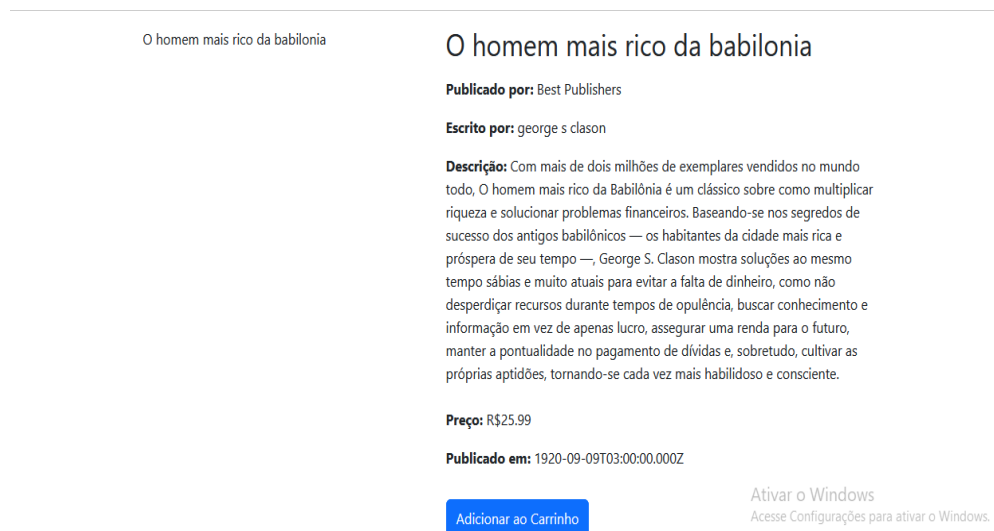 O homem mais rico da babilonia
O homem mais rico da babilonia
Publicado por: Best Publishers
Escrito por: george s clason
Descrição: Com mais de dois milhões de exemplares vendidos no mundo
todo, O homem mais rico da Babilônia é um clássico sobre como multiplicar
riqueza e solucionar problemas financeiros. Baseando-se nos segredos de
sucesso dos antigos babilônicos — os habitantes da cidade mais rica e
próspera de seu tempo —, George S. Clason mostra soluções ao mesmo
tempo sábias e muito atuais para evitar a falta de dinheiro, como não
desperdiçar recursos durante tempos de opulência, buscar conhecimento e
informação em vez de apenas lucro, assegurar uma renda para o futuro,
manter a pontualidade no pagamento de dívidas e, sobretudo, cultivar as
próprias aptidões, tornando-se cada vez mais habilidoso e consciente.
Preço: R$25.99
Publicado em: 1920-09-09T03:00:00.000Z
Adicionar ao Carrinho
Ativar o Windows
Acesse Configurações para ativar o Windows.